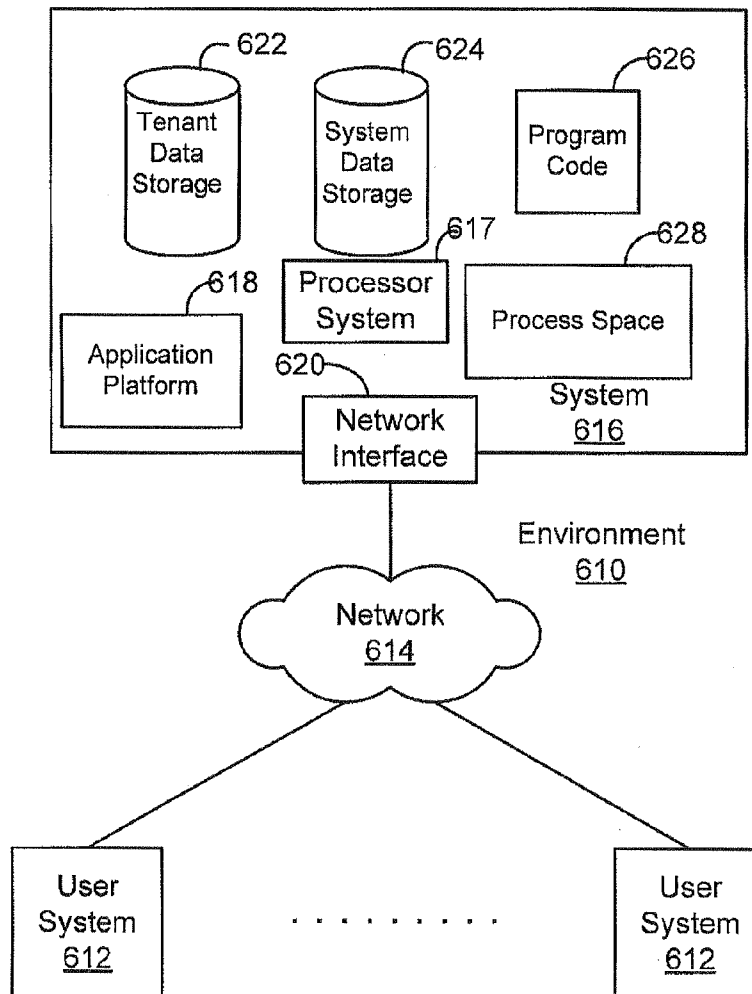 622
624
626
Tenant
Data
Storage
System
Data
Storage
Program
Code
617
628
618
Processor
System
Process Space
Application
Platform
620
System
616
Network
Interface
Environment
610
Network
614
User
System
612
. . . . . . . . .
User
System
612